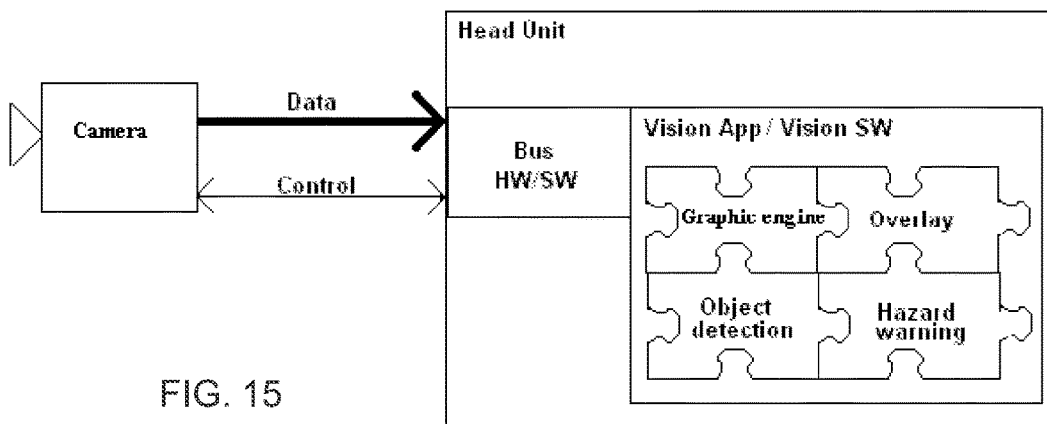 Head Unit
Camera
Data
Control
Bus
HW/SW
Vision App / Vision SW
Graphic engine
Overlay
Object
detection
Hazard
warning
FIG. 15